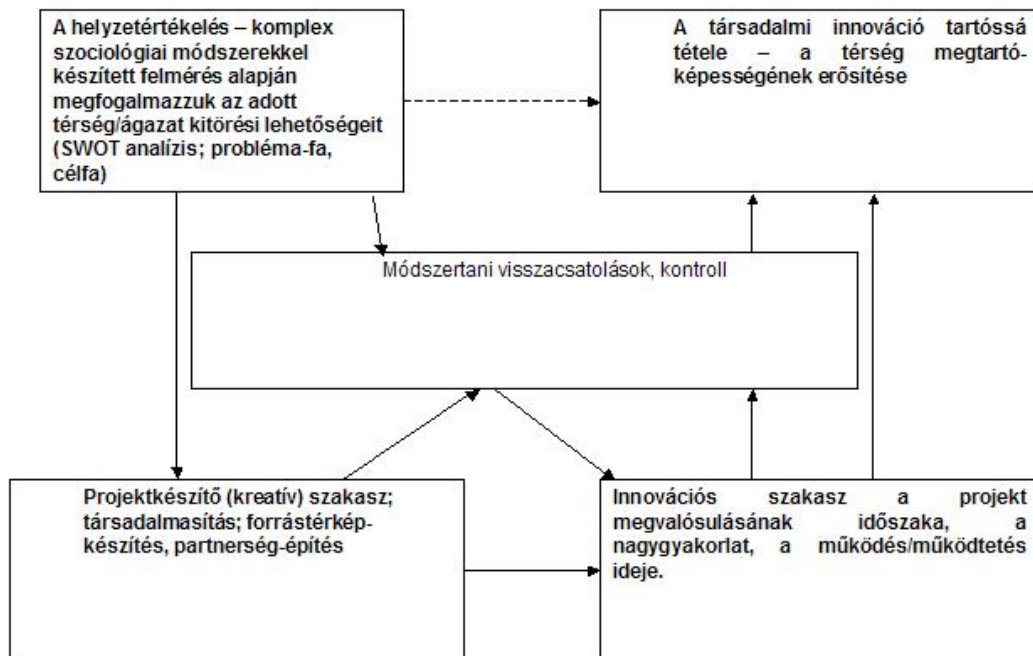 A helyzetértékelés – komplex
szociológiai módszerekkel
készített felmérés alapján
megfogalmazzuk az adott
térség/ágazat kitörési lehetőségeit
(SWOT analízis; probléma-fa,
célfa)
A társadalmi innováció tartóssá
tétele – a térség megtartó-
képességének erősítése
Módszertani visszacsatolások, kontroll
Projektkészítő (kreatív) szakasz;
társadalmasítás; forrástérkép-
készítés, partnerség-építés
Innovációs szakasz a projekt
megvalósulásának időszaka, a
nagygyakorlat, a működés/működtetés
ideje.